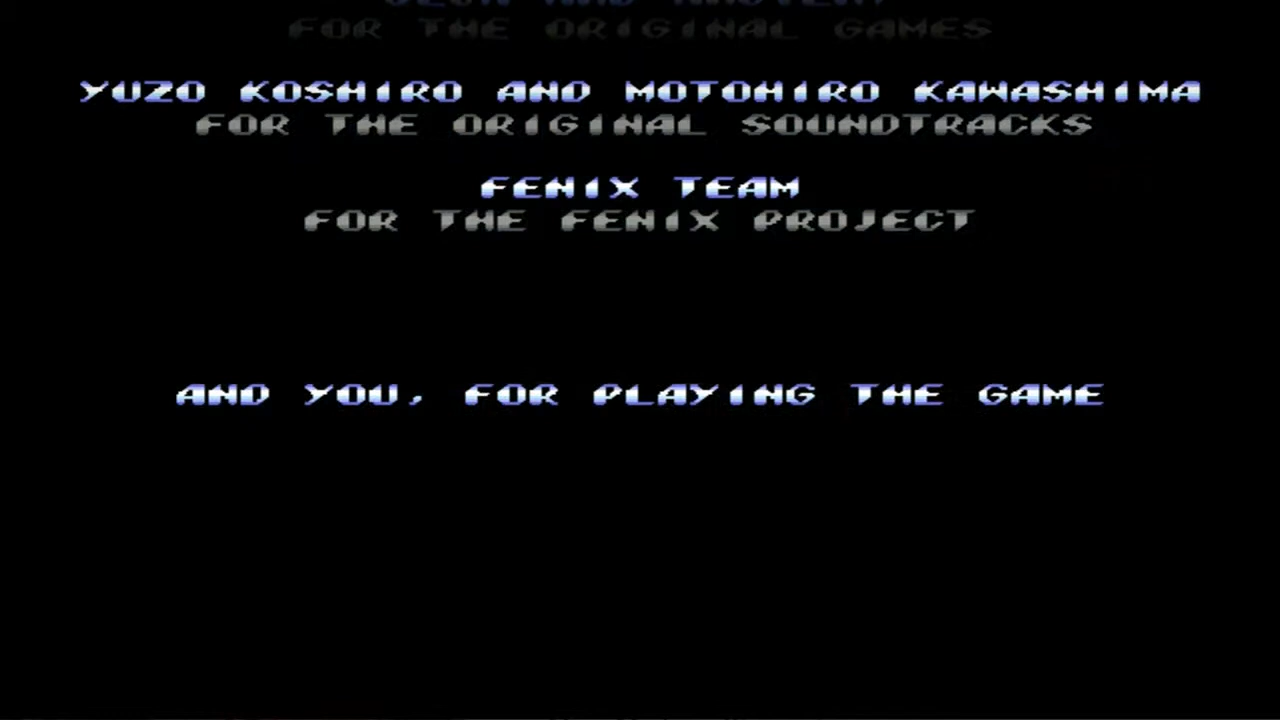 FOR THE ORIGINAL GAMES
YUZO KOSHIRO AND MOTOHIRO KAWASHIMA
FOR THE ORIGINAL SOUNDTRACKS
FENIX TEAM
FOR THE FENIX PROJECT
AND YOU, FOR PLAYING THE GAME